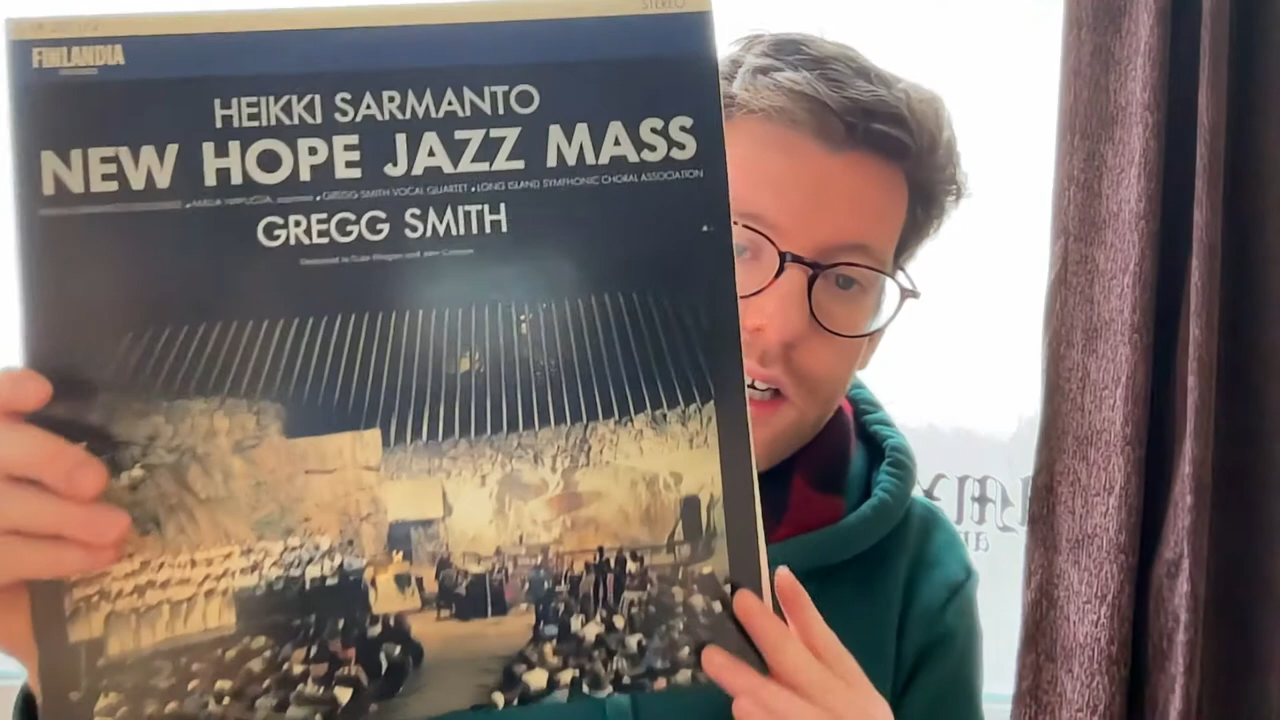 STEREO
FINLANDIA
HEIKKI SARMANTO
NEW HOPE JAZZ MASS
GREGG SMITH VOCAL QUARTET • LONG ISLAND SYMPHONIC CHORAL ASSOCIATION
GREGG SMITH